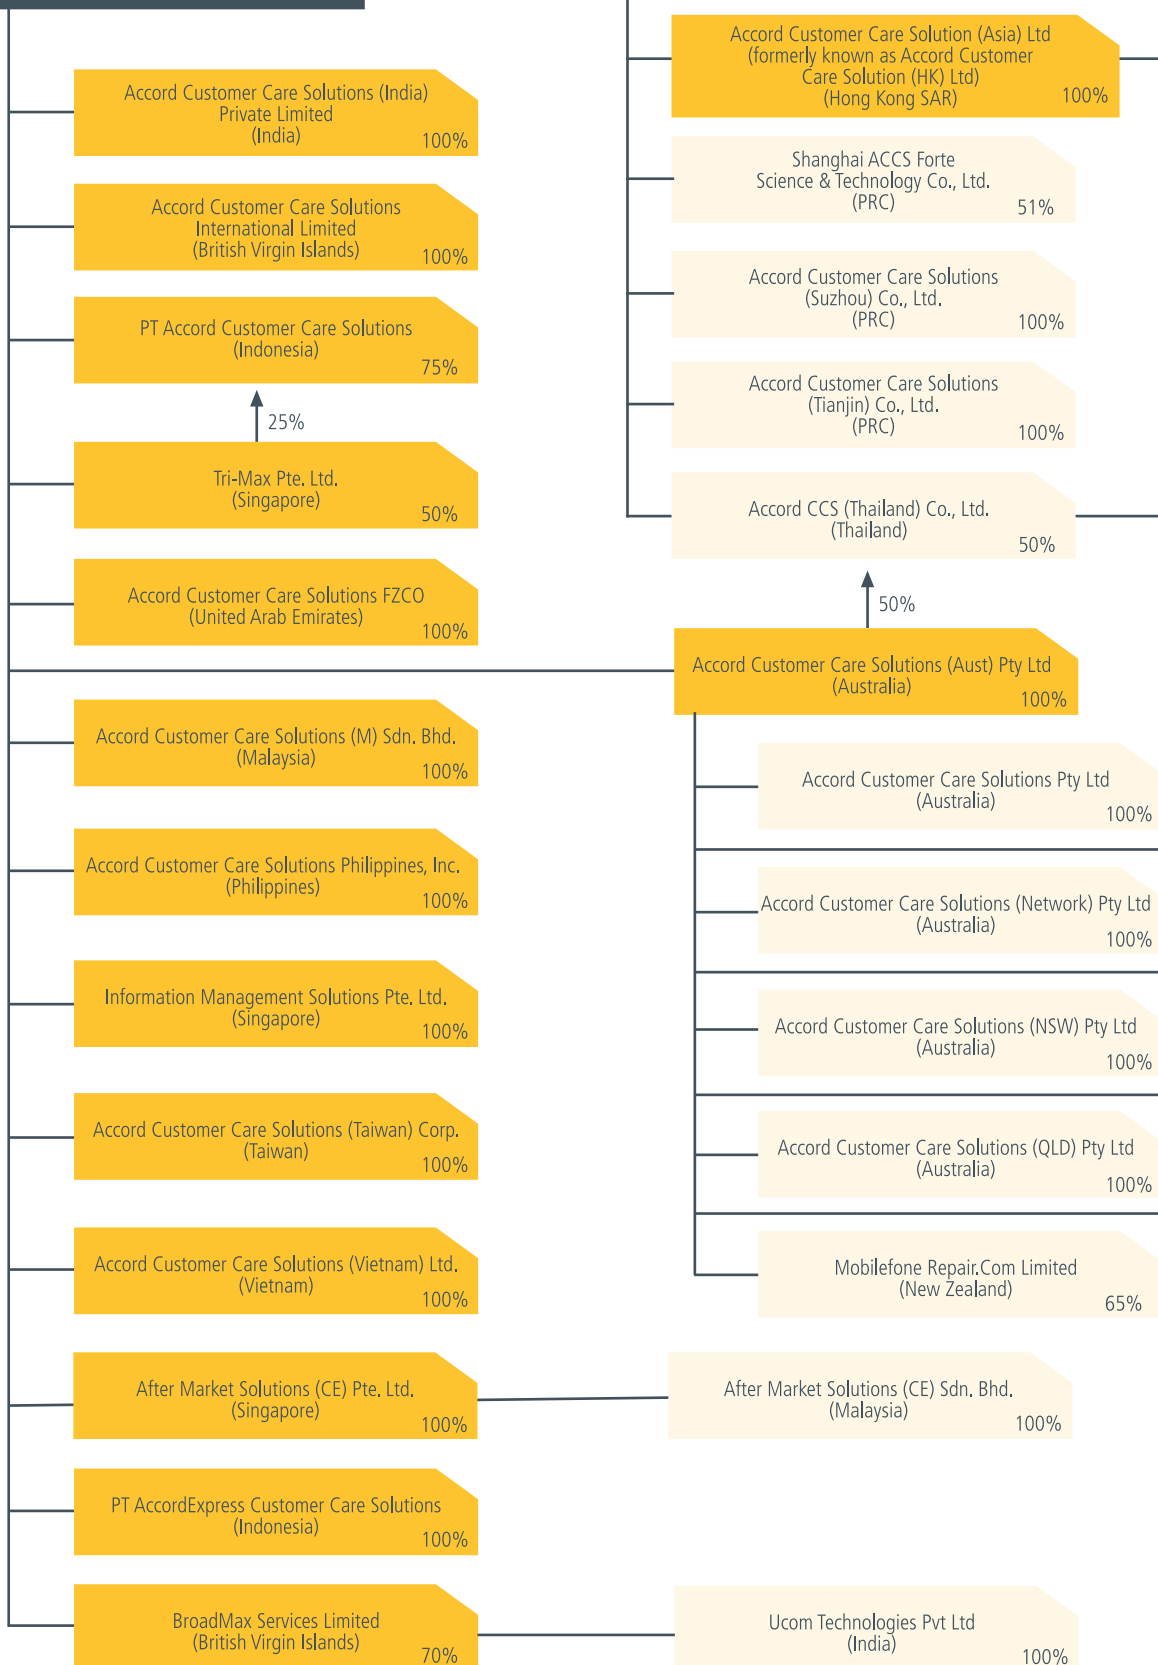 Accord Customer Care Solutions (India)
Private Limited
(India)
100%
Accord Customer Care Solutions
International Limited
(British Virgin Islands)
100%
PT Accord Customer Care Solutions
(Indonesia)
75%
25%
Tri-Max Pte. Ltd.
(Singapore)
50%
Accord Customer Care Solutions FZCO
(United Arab Emirates)
100%
Accord Customer Care Solutions (M) Sdn. Bhd.
(Malaysia)
100%
Accord Customer Care Solutions Philippines, Inc.
(Philippines)
100%
Information Management Solutions Pte. Ltd.
(Singapore)
100%
Accord Customer Care Solutions (Taiwan) Corp.
(Taiwan)
100%
Accord Customer Care Solutions (Vietnam) Ltd.
(Vietnam)
100%
After Market Solutions (CE) Pte. Ltd.
(Singapore)
100%
PT AccordExpress Customer Care Solutions
(Indonesia)
100%
BroadMax Services Limited
(British Virgin Islands)
70%
Accord Customer Care Solution (Asia) Ltd
(formerly known as Accord Customer
Care Solution (HK) Ltd)
(Hong Kong SAR)
100%
Shanghai ACCS Forte
Science & Technology Co., Ltd.
(PRC)
51%
Accord Customer Care Solutions
(Suzhou) Co., Ltd.
(PRC)
100%
Accord Customer Care Solutions
(Tianjin) Co., Ltd.
(PRC)
100%
Accord CCS (Thailand) Co., Ltd.
(Thailand)
50%
50%
Accord Customer Care Solutions (Aust) Pty Ltd
(Australia)
100%
Accord Customer Care Solutions Pty Ltd
(Australia)
100%
Accord Customer Care Solutions (Network) Pty Ltd
(Australia)
100%
Accord Customer Care Solutions (NSW) Pty Ltd
(Australia)
100%
Accord Customer Care Solutions (QLD) Pty Ltd
(Australia)
100%
Mobilefone Repair.Com Limited
(New Zealand)
65%
After Market Solutions (CE) Sdn. Bhd.
(Malaysia)
100%
Ucom Technologies Pvt Ltd
(India)
100%